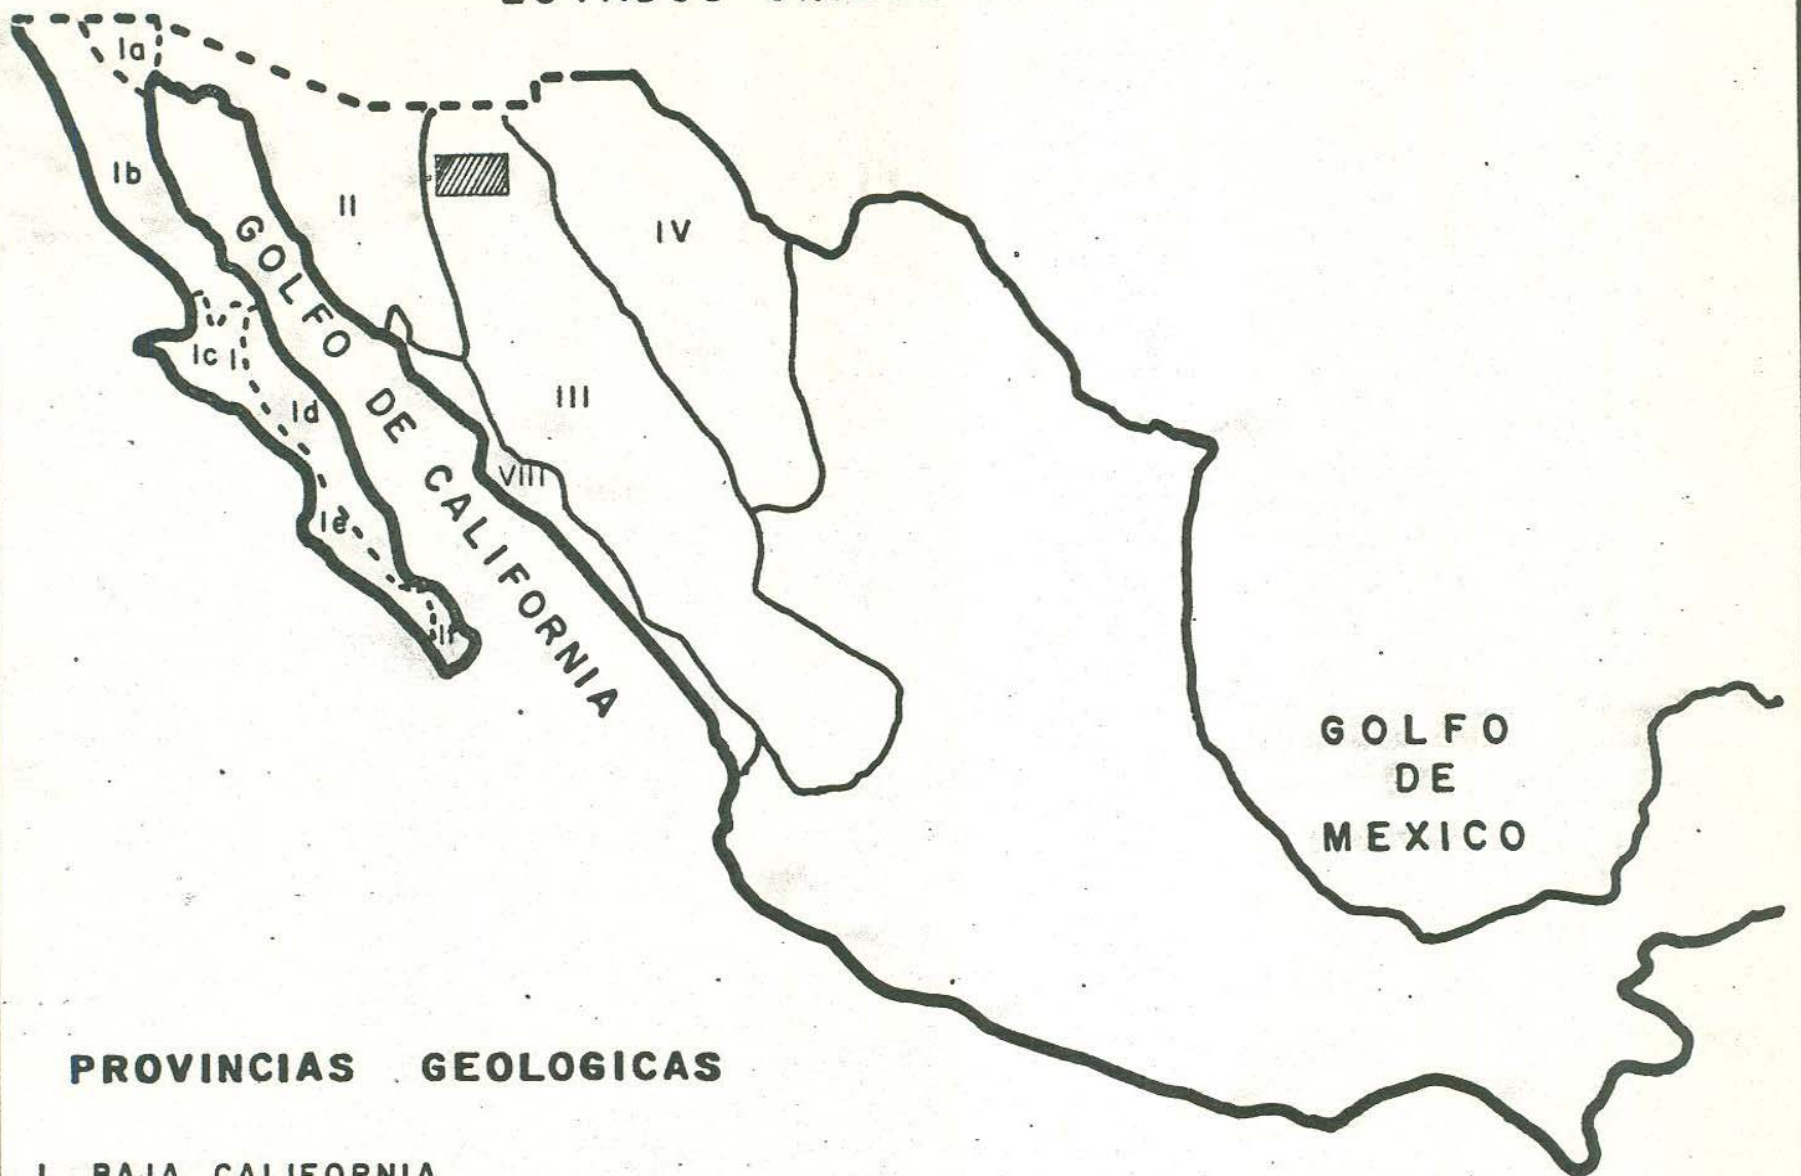 Ia
Ib
II
IV
GOLFO DE CALIFORNIA
Ic
III
Id
VIII
Ie
If
GOLFO
DE
MEXICO
PROVINCIAS GEOLOGICAS
I BAJA CALIFORNIA